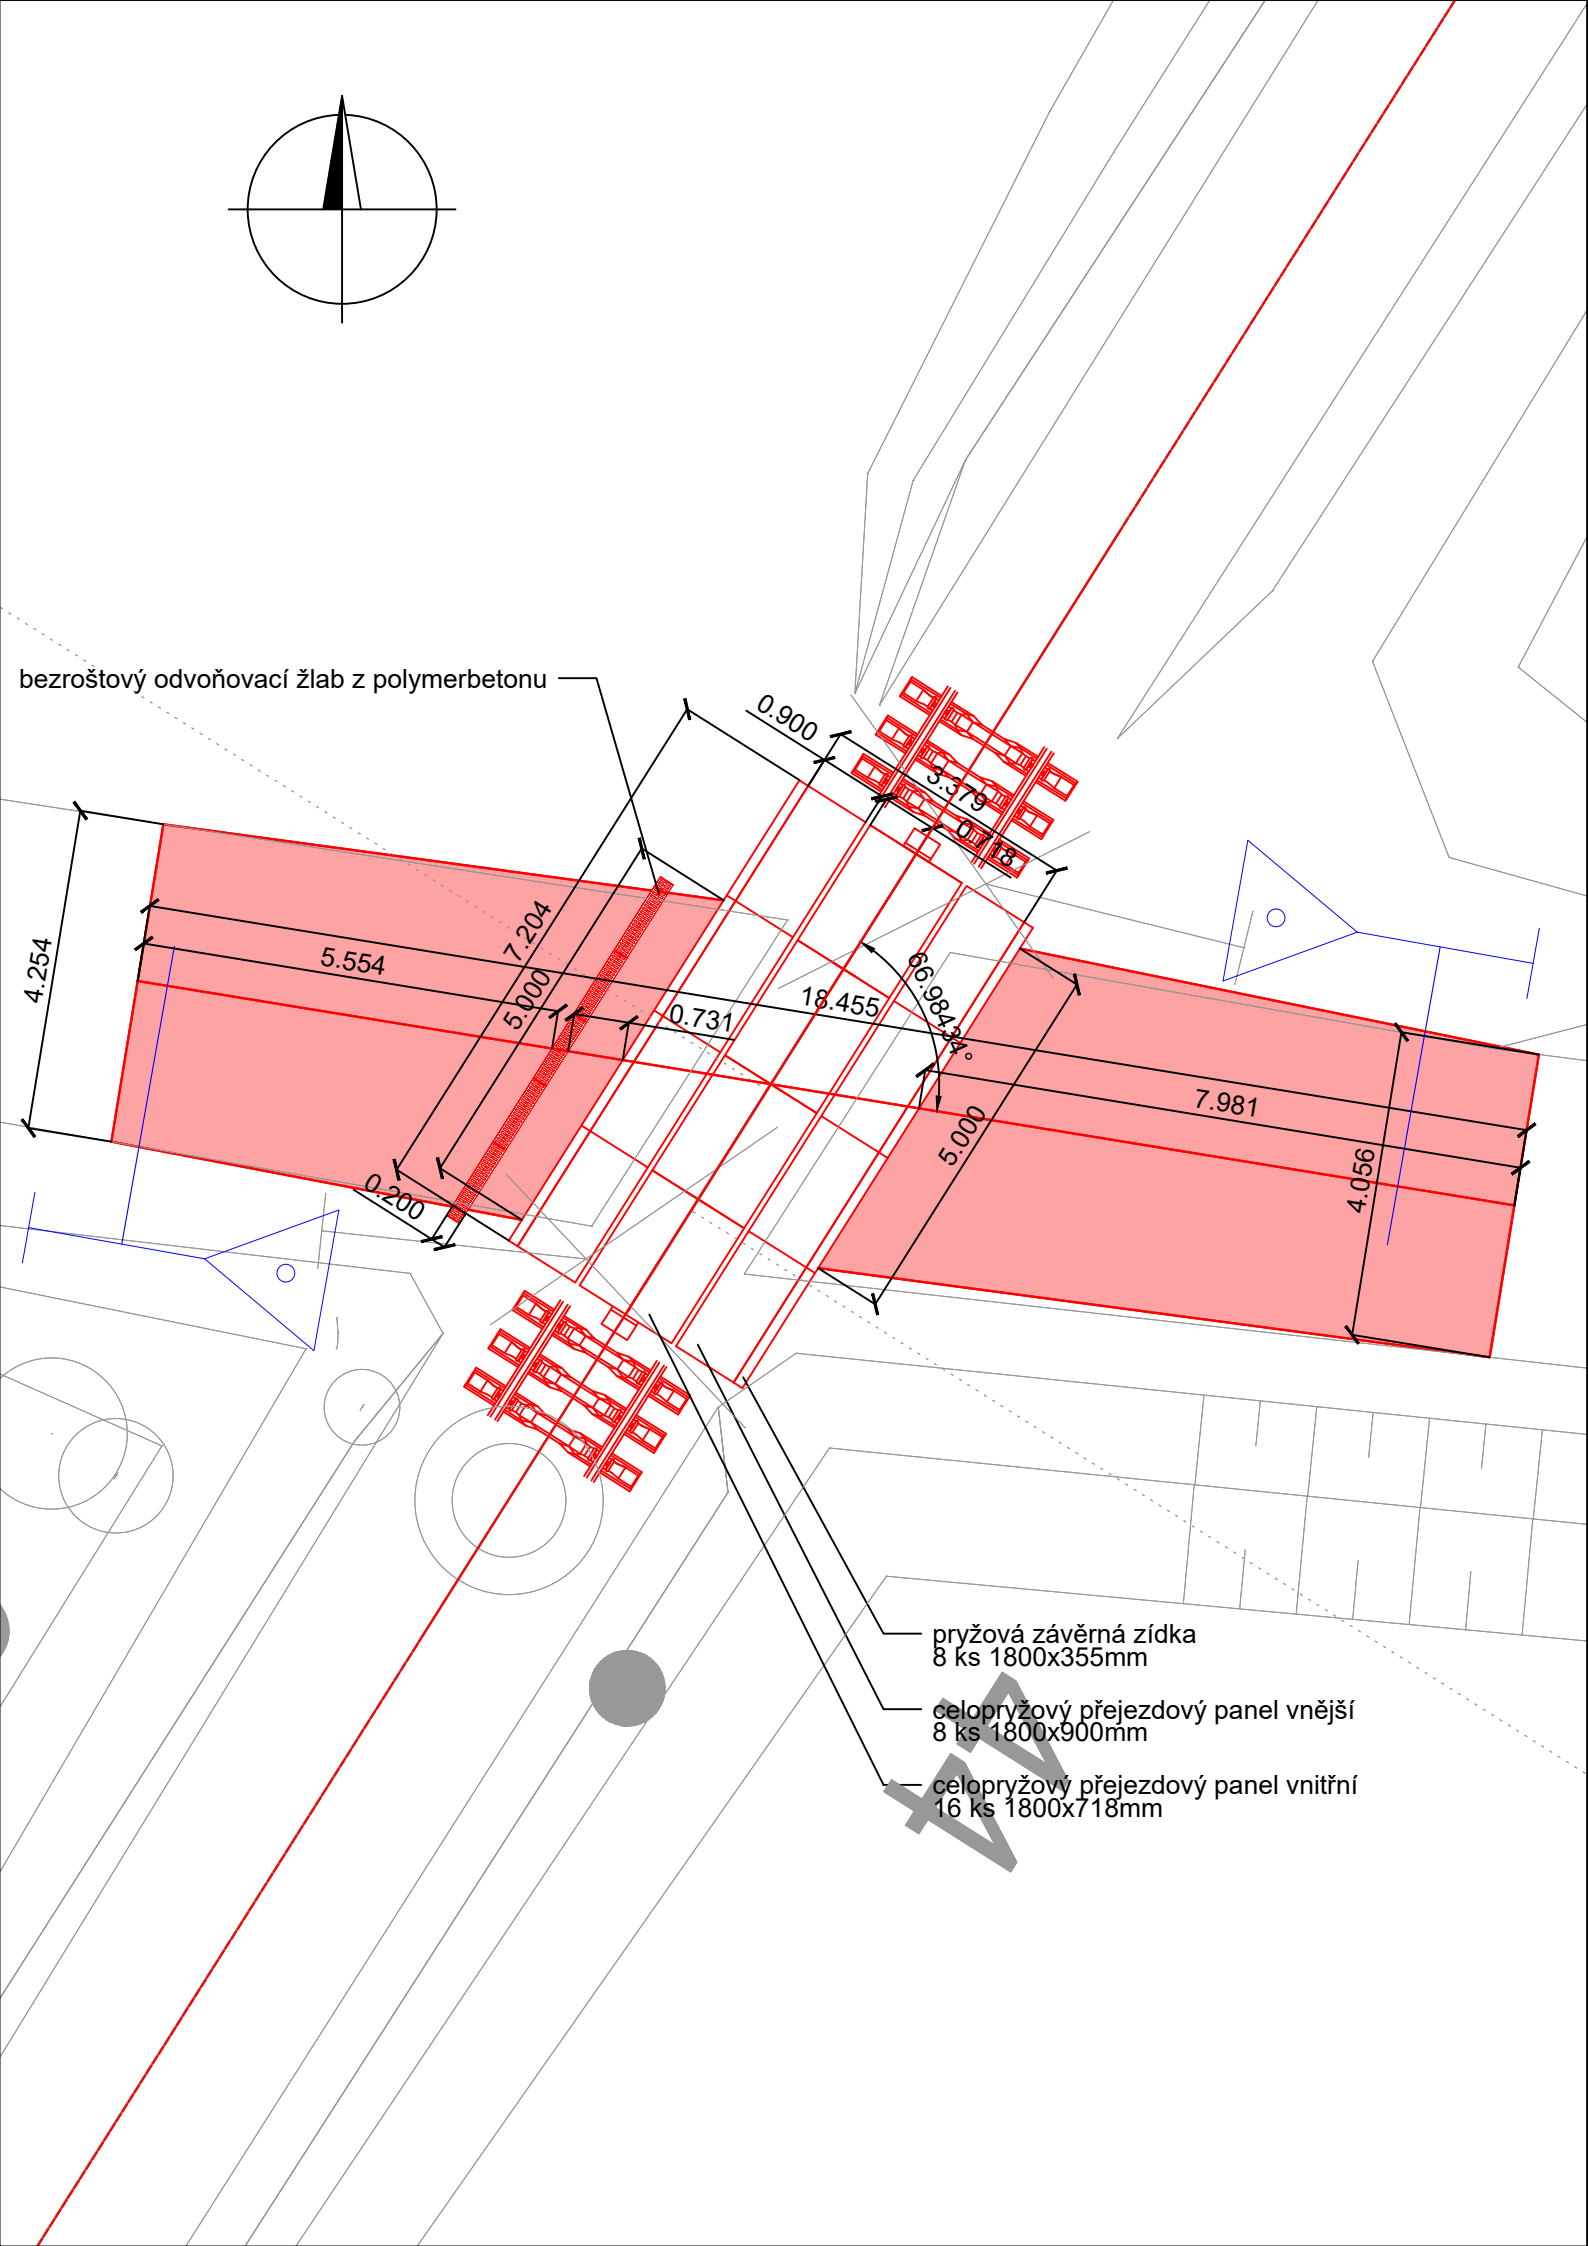 bezroštový odvoňovací žlab z polymerbetonu
0.900
3.379
0.718
4.254
7.204
5.554
5.000
0.731
18.455
66.98434°
7.981
5.000
4.056
0.200
pryžová závěrná zídka
8 ks 1800x355mm
celopryžový přejezdový panel vnější
8 ks 1800x900mm
celopryžový přejezdový panel vnitřní
16 ks 1800x718mm
44